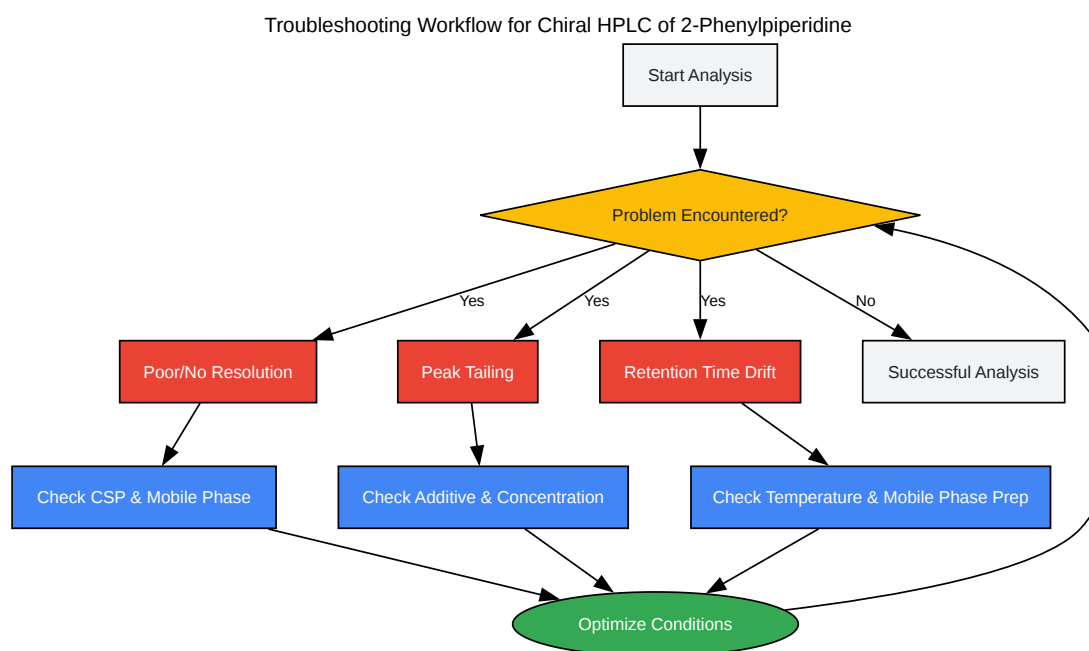 Troubleshooting Workflow for Chiral HPLC of 2-Phenylpiperidine
Start Analysis
Problem Encountered?
Yes
Yes
Yes
No
Poor/No Resolution
Peak Tailing
Retention Time Drift
Successful Analysis
Check CSP & Mobile Phase
Check Additive & Concentration
Check Temperature & Mobile Phase Prep
Optimize Conditions